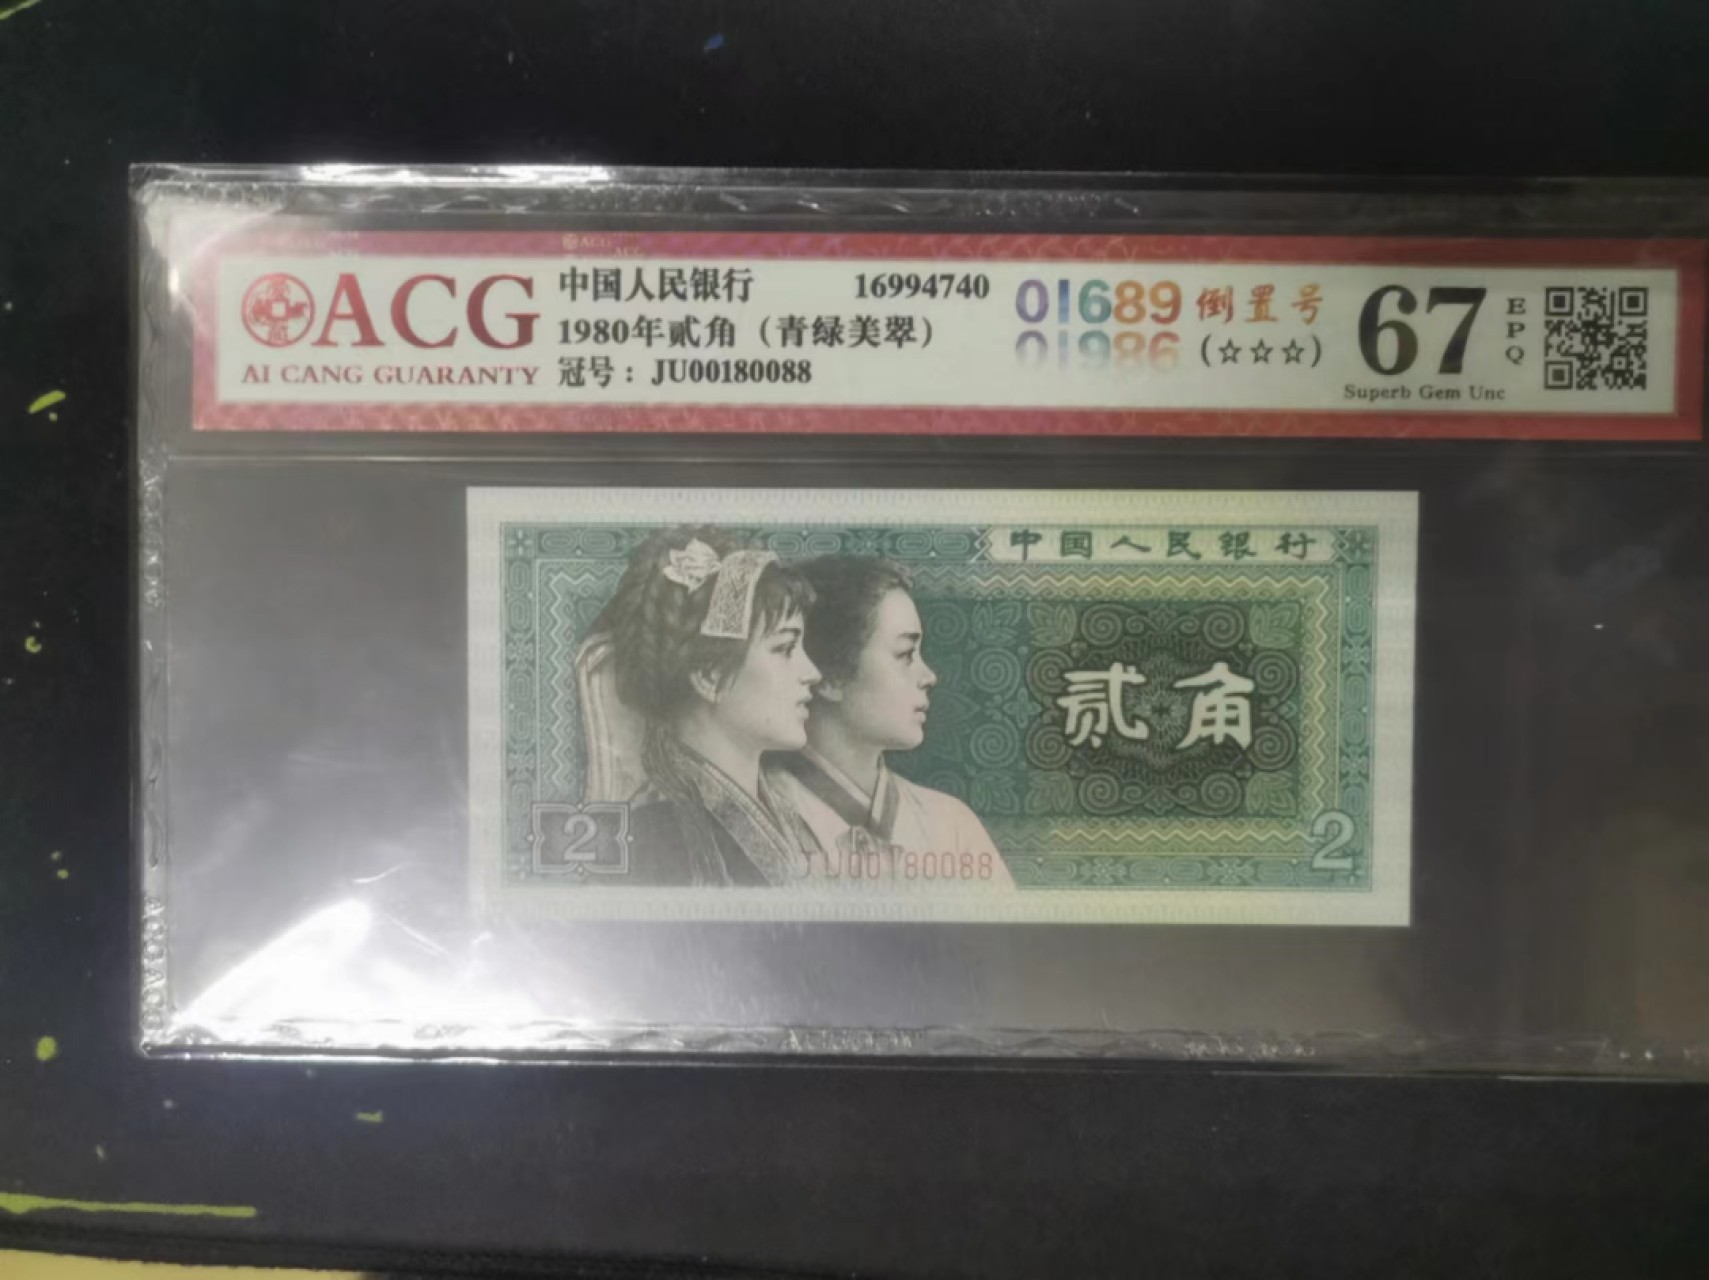 ACG
AI CANG GUARANTY
中国人民银行 16994740
1980年贰角（青绿美翠）
冠号：JU00180088
01689 倒置号
(☆☆☆)
67 EPQ
Superb Gem Unc
中国人民银行
贰角
2
2
JU00180088